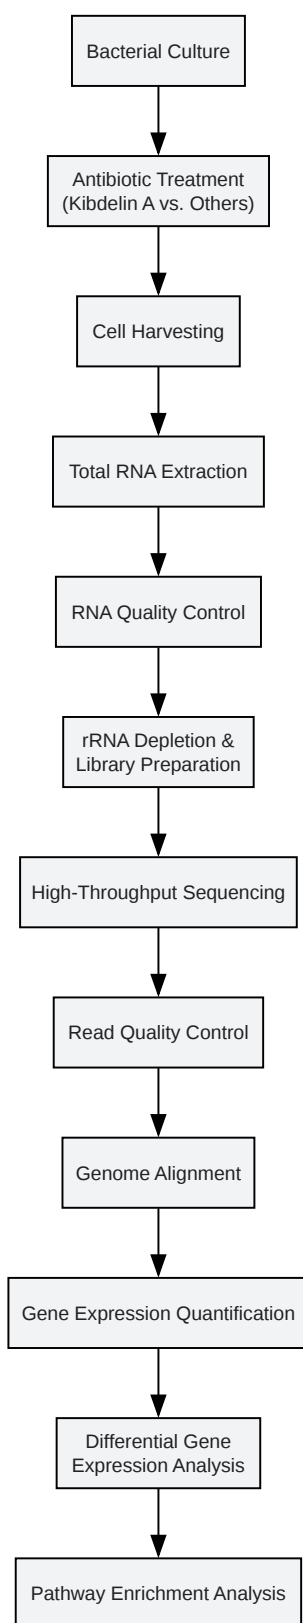 Bacterial Culture
Antibiotic Treatment
(Kibdelin A vs. Others)
Cell Harvesting
Total RNA Extraction
RNA Quality Control
rRNA Depletion &
Library Preparation
High-Throughput Sequencing
Read Quality Control
Genome Alignment
Gene Expression Quantification
Differential Gene
Expression Analysis
Pathway Enrichment Analysis